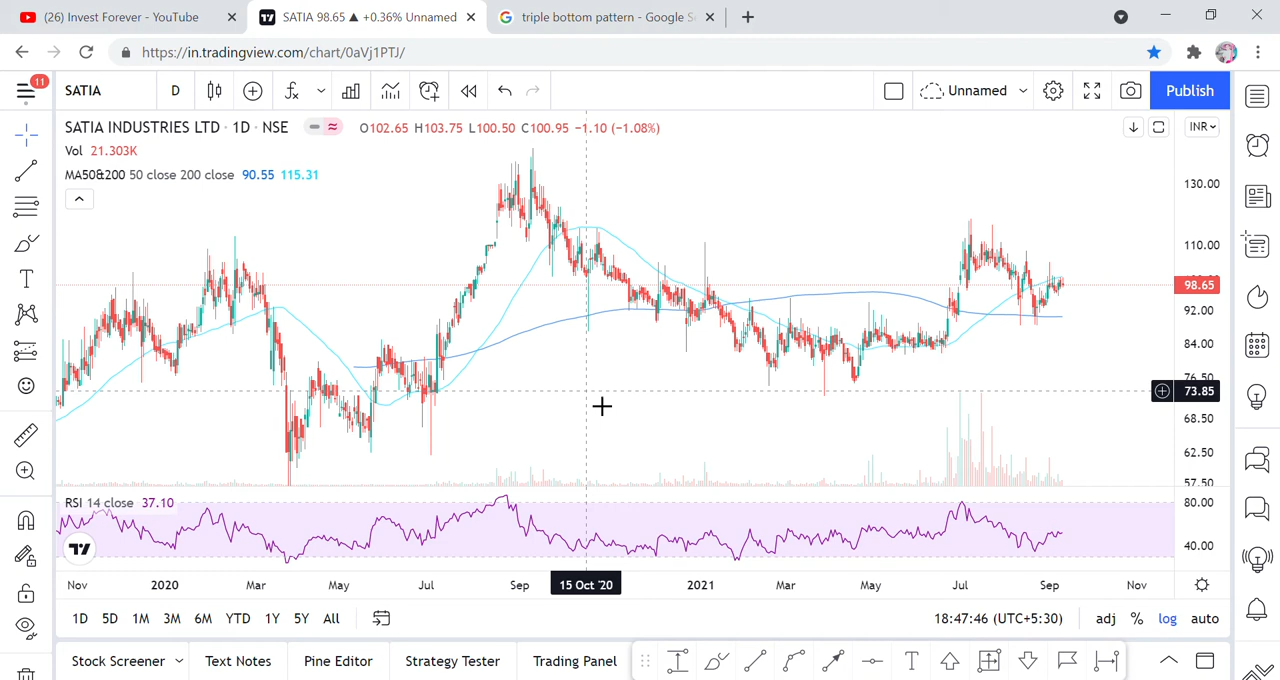 (26) Invest Forever - YouTube
SATIA 98.65 ▲ +0.36% Unnamed
triple bottom pattern - Google S
https://in.tradingview.com/chart/0aVj1PTJ/
11
SATIA
D
Unnamed
Publish
SATIA INDUSTRIES LTD · 1D · NSE
O102.65 H103.75 L100.50 C100.95 −1.10 (−1.08%)
INR
Vol 21.303K
MA50&200 50 close 200 close 90.55 115.31
130.00
110.00
98.65
92.00
84.00
76.50
73.85
68.50
62.50
57.50
RSI 14 close 37.10
80.00
40.00
Nov 2020 Mar May Jul Sep 15 Oct '20 2021 Mar May Jul Sep Nov
1D 5D 1M 3M 6M YTD 1Y 5Y All
18:47:46 (UTC+5:30) adj % log auto
Stock Screener Text Notes Pine Editor Strategy Tester Trading Panel